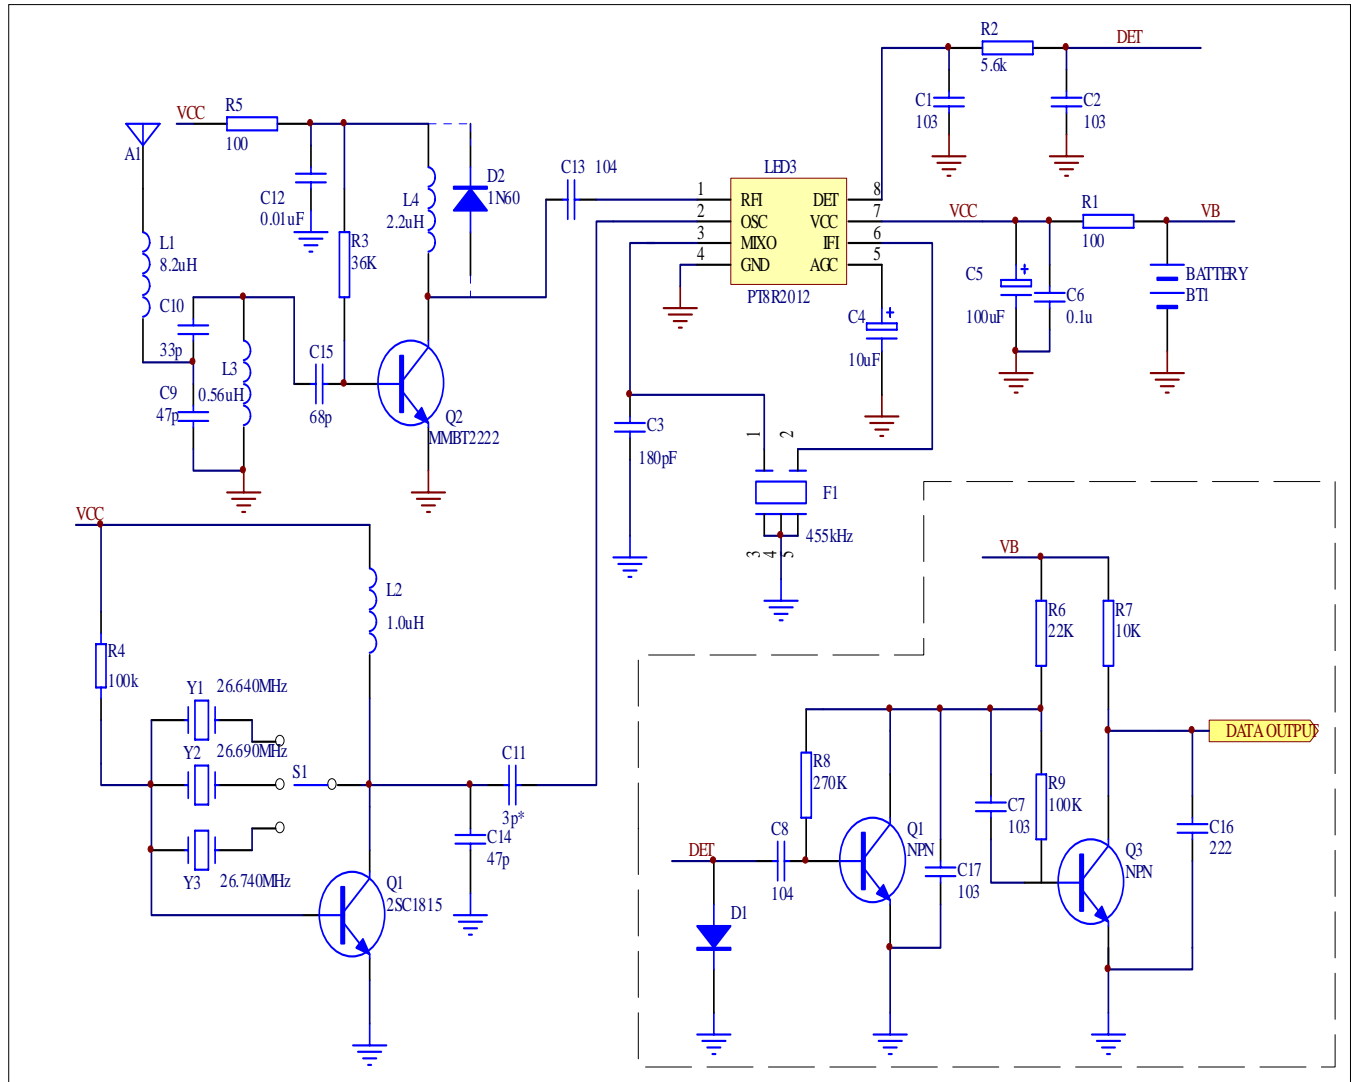 R2
DET
5.6k
C1
103
C2
103
VCC
R5
100
A1
C12
0.01uF
R3
36K
L4
2.2uH
D2
1N60
C13 104
LED3
1
2
3
4
RFI
OSC
MIXO
GND
DET
VCC
IFI
AGC
8
7
6
5
PT8R2012
VCC
R1
100
VB
C5
+
100uF
C6
0.1u
BATTERY
BT1
C4
+
10uF
L1
8.2uH
C10
33p
L3
0.56uH
C9
47p
C15
68p
Q2
MMBT2222
C3
180pF
1
2
F1
455kHz
3
4
5
VCC
L2
1.0uH
R4
100k
Y1
26.640MHz
Y2
26.690MHz
S1
Y3
26.740MHz
C11
3p*
C14
47p
Q1
2SC1815
VB
R6
22K
R7
10K
DATA OUTPUT
R8
270K
C7
103
R9
100K
C8
104
DET
D1
Q1
NPN
C17
103
Q3
NPN
C16
222